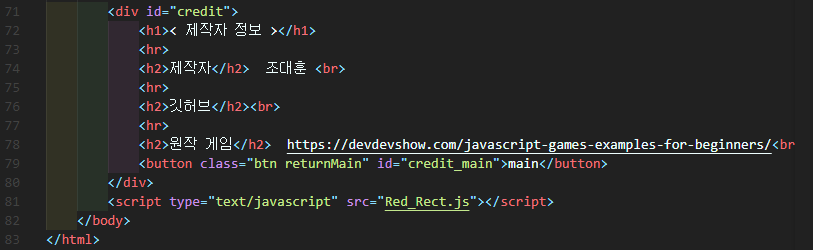 71 <div id="credit">
72 <h1>< 제작자 정보 ></h1>
73 <hr>
74 <h2>제작자</h2> 조대훈 <br>
75 <hr>
76 <h2>깃허브</h2><br>
77 <hr>
78 <h2>원작 게임</h2> https://devdevshow.com/javascript-games-examples-for-beginners/<br
79 <button class="btn returnMain" id="credit_main">main</button>
80 </div>
81 <script type="text/javascript" src="Red_Rect.js"></script>
82 </body>
83 </html>